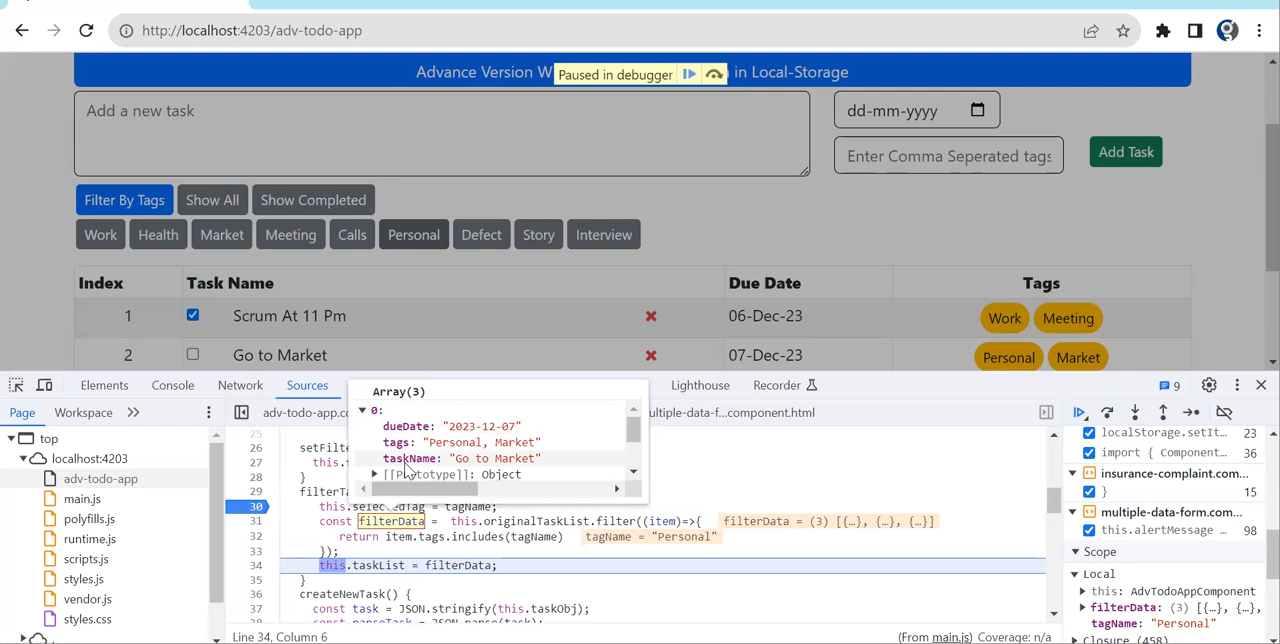 http://localhost:4203/adv-todo-app
Advance Version W
Paused in debugger
in Local-Storage
Add a new task
dd-mm-yyyy
Enter Comma Seperated tags
Add Task
Filter By Tags
Show All
Show Completed
Work
Health
Market
Meeting
Calls
Personal
Defect
Story
Interview
Index
Task Name
Due Date
Tags
1
Scrum At 11 Pm
06-Dec-23
Work
Meeting
2
Go to Market
07-Dec-23
Personal
Market
Elements
Console
Network
Sources
Lighthouse
Recorder
9
Page
Workspace
adv-todo-app.c
ultiple-data-f...component.html
top
localhost:4203
adv-todo-app
main.js
polyfills.js
runtime.js
scripts.js
styles.js
vendor.js
styles.css
Array(3)
0:
dueDate: "2023-12-07"
tags: "Personal, Market"
taskName: "Go to Market"
[[Prototype]]: Object
25
26 setFilte
27 this.
28 }
29 filterTa
30 this.selectedTag = tagName;
31 const filterData = this.originalTaskList.filter((item)=>{ filterData = (3) [{…}, {…}, {…}]
32 return item.tags.includes(tagName) tagName = "Personal"
33 });
34 this.taskList = filterData;
35 }
36 createNewTask() {
37 const task = JSON.stringify(this.taskObj);
38
Line 34, Column 6
(From main.js)
Coverage: n/a
localStorage.setIt… 23
import { Component… 36
insurance-complaint.com...
} 15
multiple-data-form.com...
this.alertMessage … 98
Scope
Local
this: AdvTodoAppComponent
filterData: (3) [{…}, {…},
tagName: "Personal"
Closure (458)